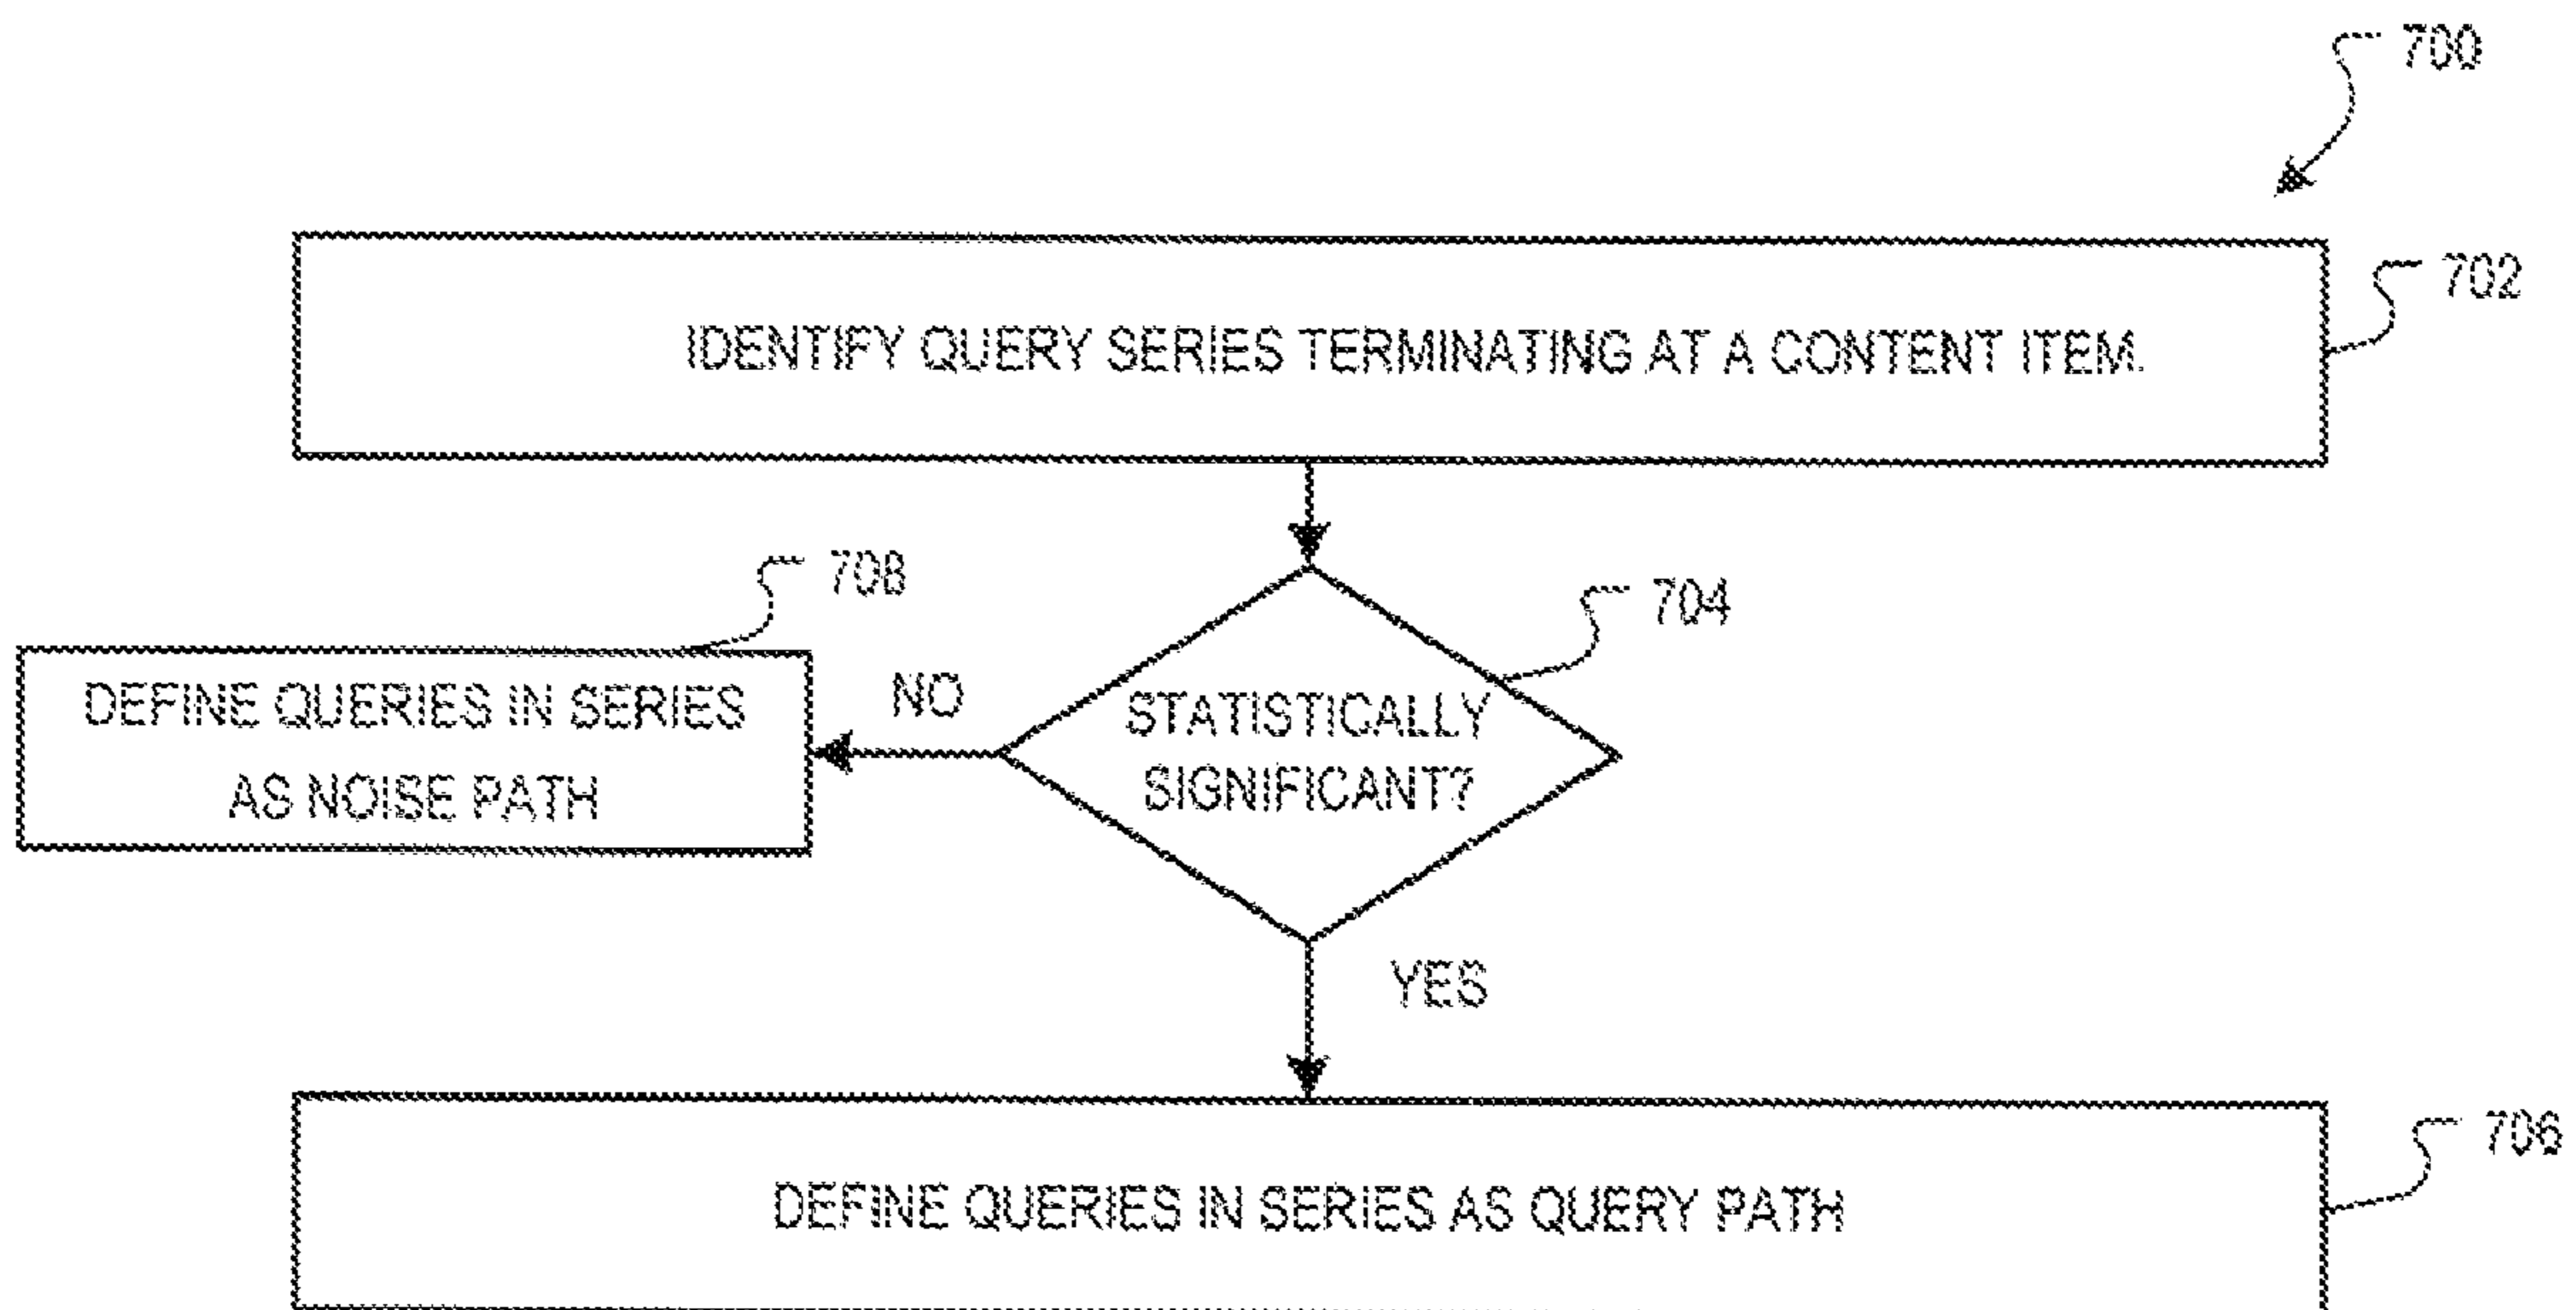 700
702
IDENTIFY QUERY SERIES TERMINATING AT A CONTENT ITEM.
708
704
DEFINE QUERIES IN SERIES
AS NOISE PATH
NO
STATISTICALLY
SIGNIFICANT?
YES
706
DEFINE QUERIES IN SERIES AS QUERY PATH